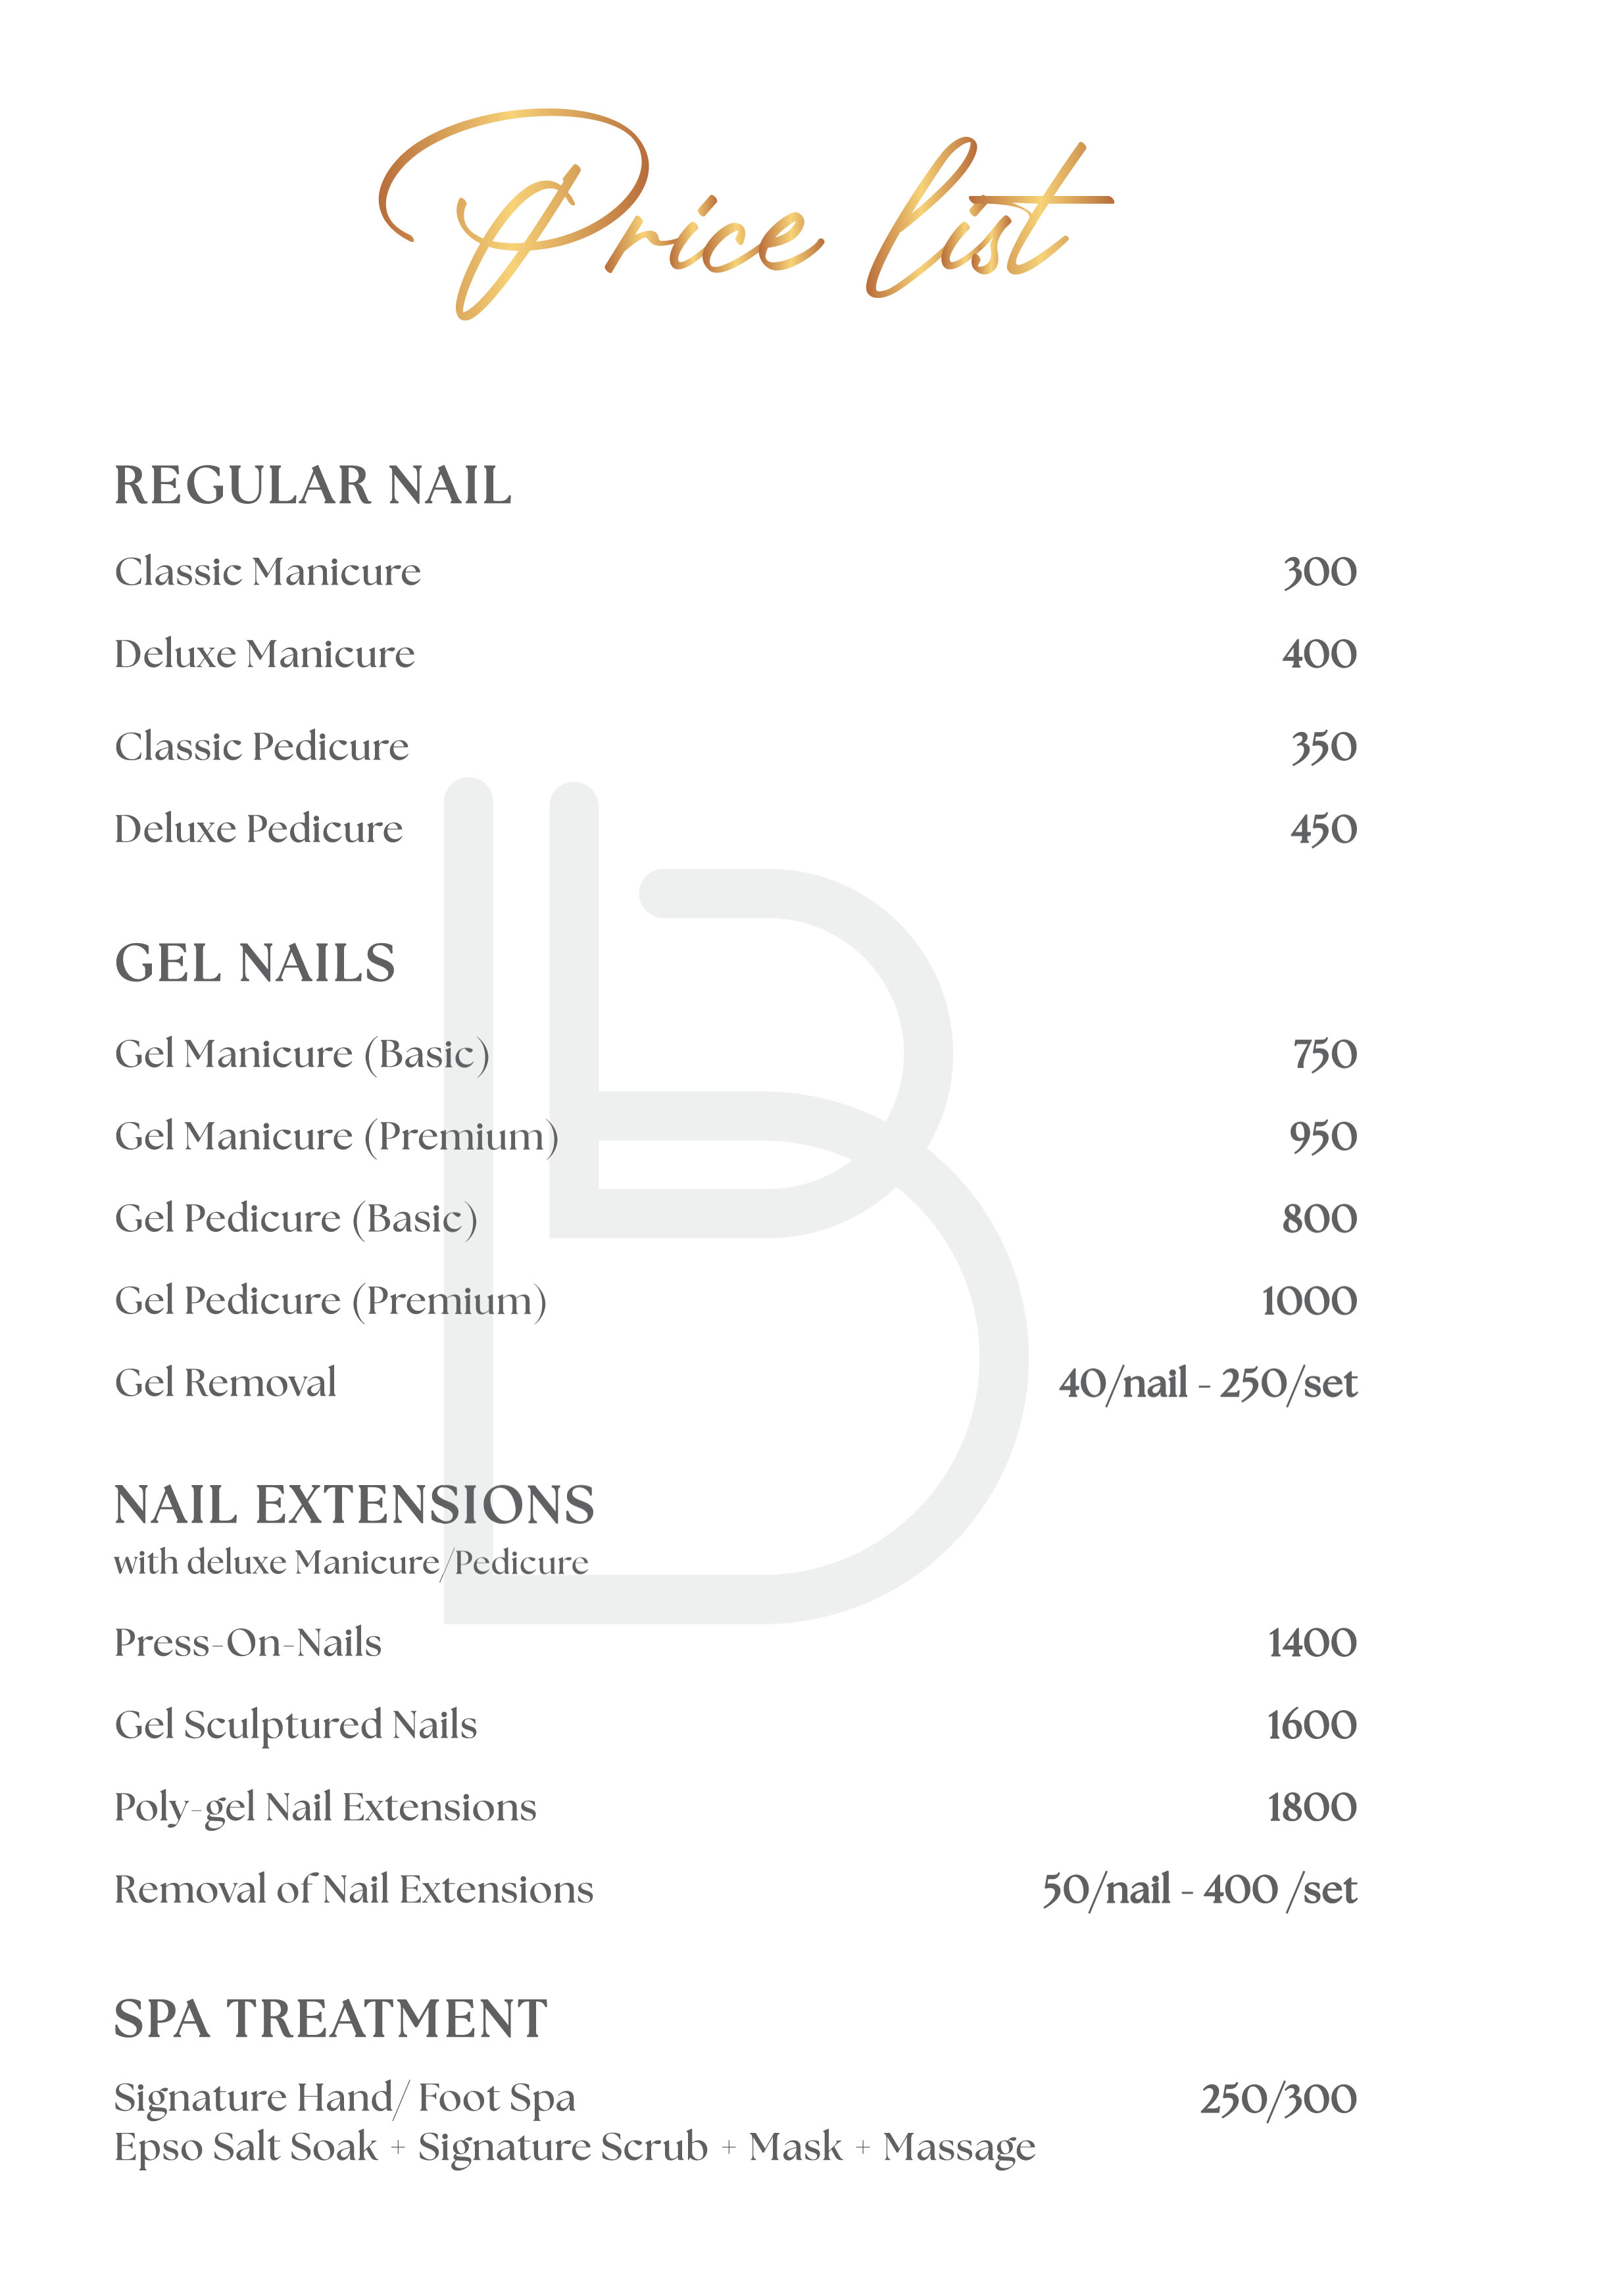 Price list
REGULAR NAIL
Classic Manicure 300
Deluxe Manicure 400
Classic Pedicure 350
Deluxe Pedicure 450
GEL NAILS
Gel Manicure (Basic) 750
Gel Manicure (Premium) 950
Gel Pedicure (Basic) 800
Gel Pedicure (Premium) 1000
Gel Removal 40/nail - 250/set
NAIL EXTENSIONS
with deluxe Manicure/Pedicure
Press-On-Nails 1400
Gel Sculptured Nails 1600
Poly-gel Nail Extensions 1800
Removal of Nail Extensions 50/nail - 400 /set
SPA TREATMENT
Signature Hand/ Foot Spa 250/300
Epso Salt Soak + Signature Scrub + Mask + Massage